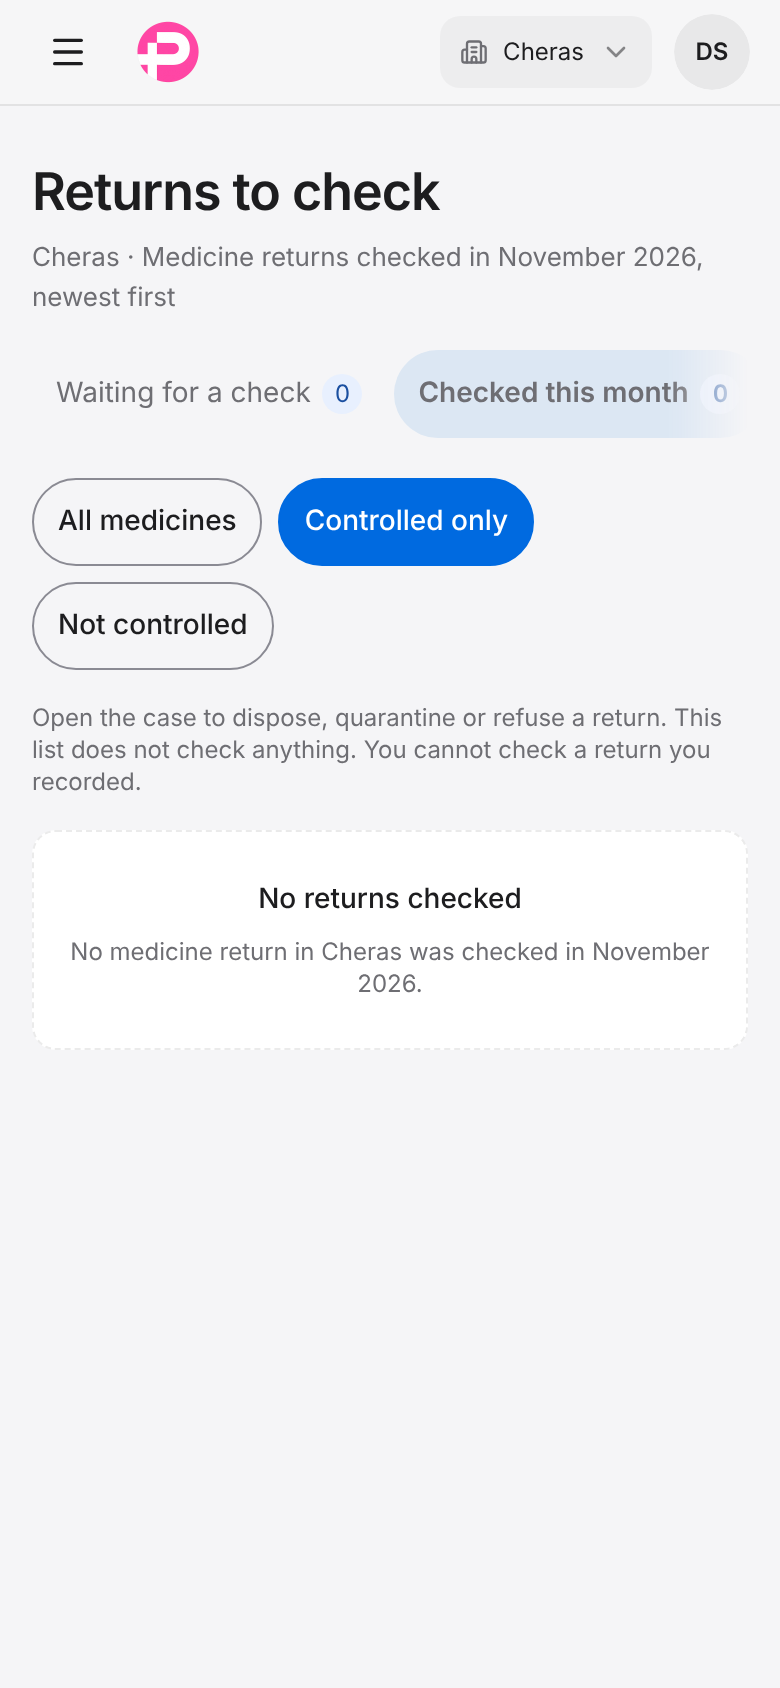 Cheras
DS
Returns to check
Cheras · Medicine returns checked in November 2026,
newest first
Waiting for a check 0
Checked this month 0
All medicines
Controlled only
Not controlled
Open the case to dispose, quarantine or refuse a return. This
list does not check anything. You cannot check a return you
recorded.
No returns checked
No medicine return in Cheras was checked in November
2026.